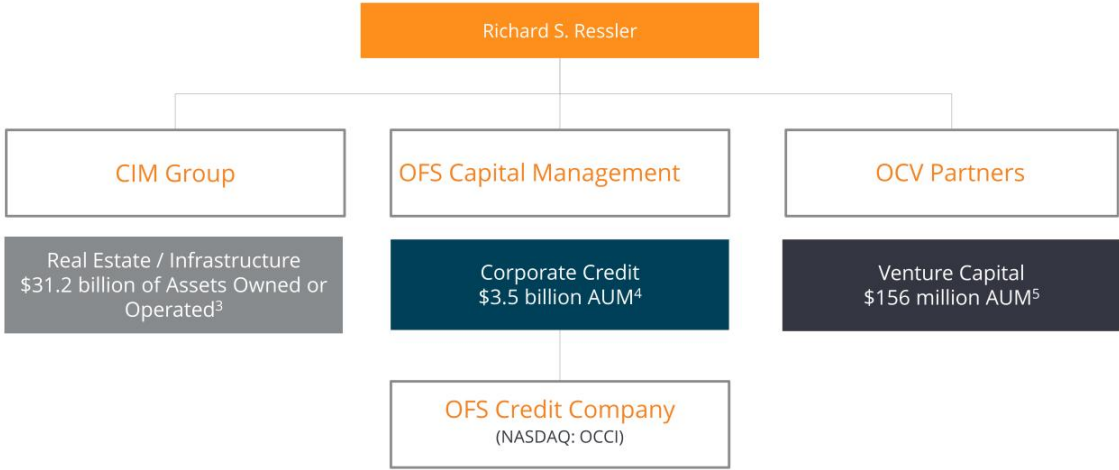 Richard S. Ressler
CIM Group
OFS Capital Management
OCV Partners
Real Estate / Infrastructure
$31.2 billion of Assets Owned or
Operated³
Corporate Credit
$3.5 billion AUM⁴
Venture Capital
$156 million AUM⁵
OFS Credit Company
(NASDAQ: OCCI)